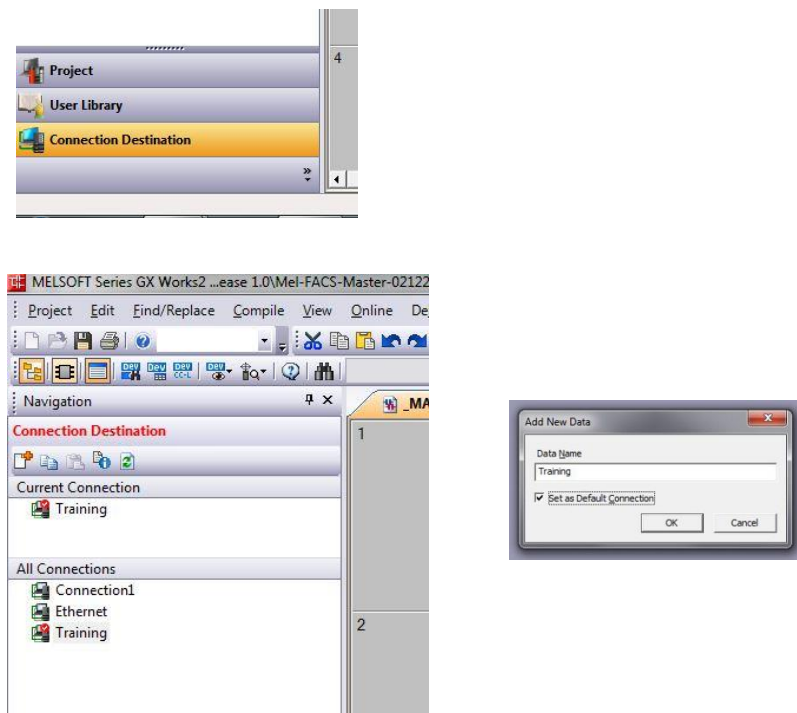 4
Project
User Library
Connection Destination
MELSOFT Series GX Works2 ...ease 1.0\Mel-FACS-Master-02122
Project Edit Find/Replace Compile View Online De
Navigation
_MA
Connection Destination
1
Current Connection
Training
All Connections
Connection1
Ethernet
Training
2
Add New Data
Data Name
Training
Set as Default Connection
OK Cancel